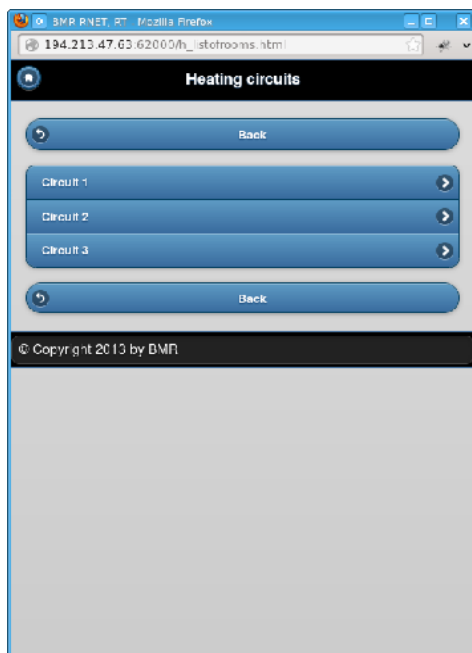 BMR RNET, RT - Mozilla Firefox
194.213.47.63:62000/h_listofrooms.html
Heating circuits
Back
Circuit 1
Circuit 2
Circuit 3
Back
© Copyright 2013 by BMR